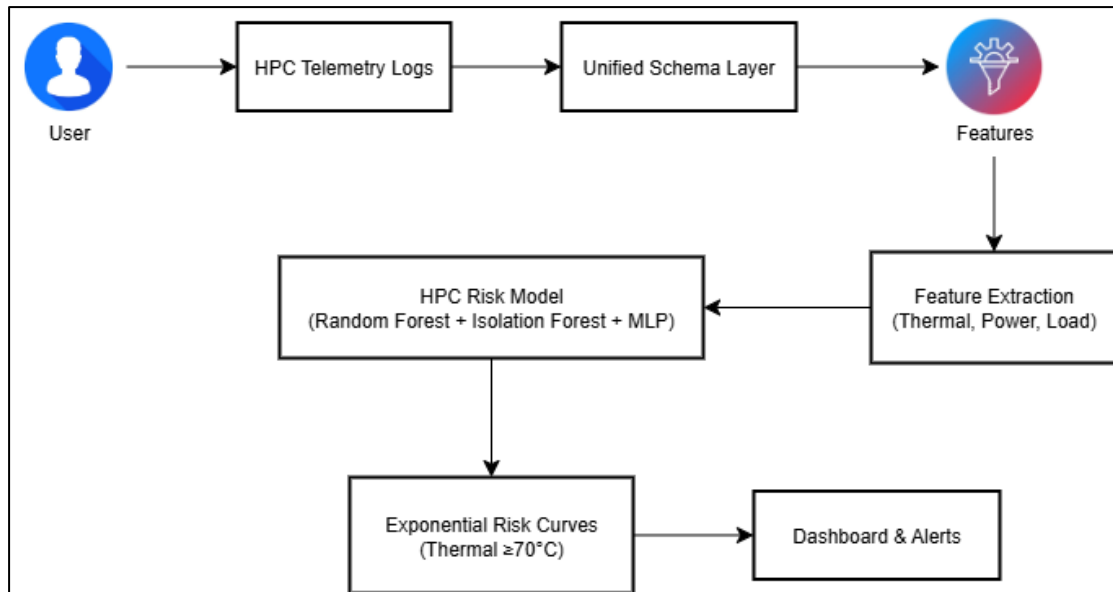 HPC Telemetry Logs
Unified Schema Layer
User
Features
HPC Risk Model
(Random Forest + Isolation Forest + MLP)
Feature Extraction
(Thermal, Power, Load)
Exponential Risk Curves
(Thermal ≥70°C)
Dashboard & Alerts